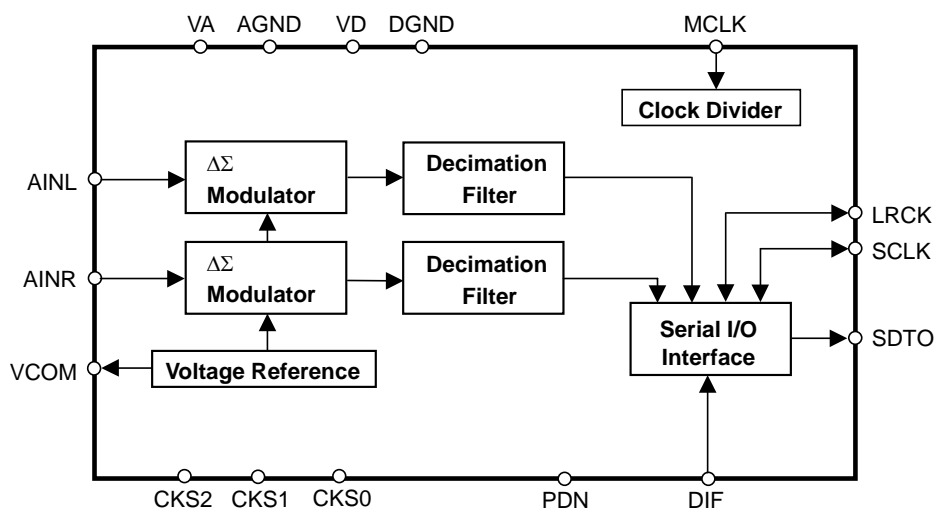 VA AGND VD DGND MCLK
Clock Divider
ΔΣ
Modulator
Decimation
Filter
AINL
LRCK
SCLK
ΔΣ
Modulator
Decimation
Filter
AINR
Serial I/O
Interface
SDTO
Voltage Reference
VCOM
CKS2 CKS1 CKS0 PDN DIF